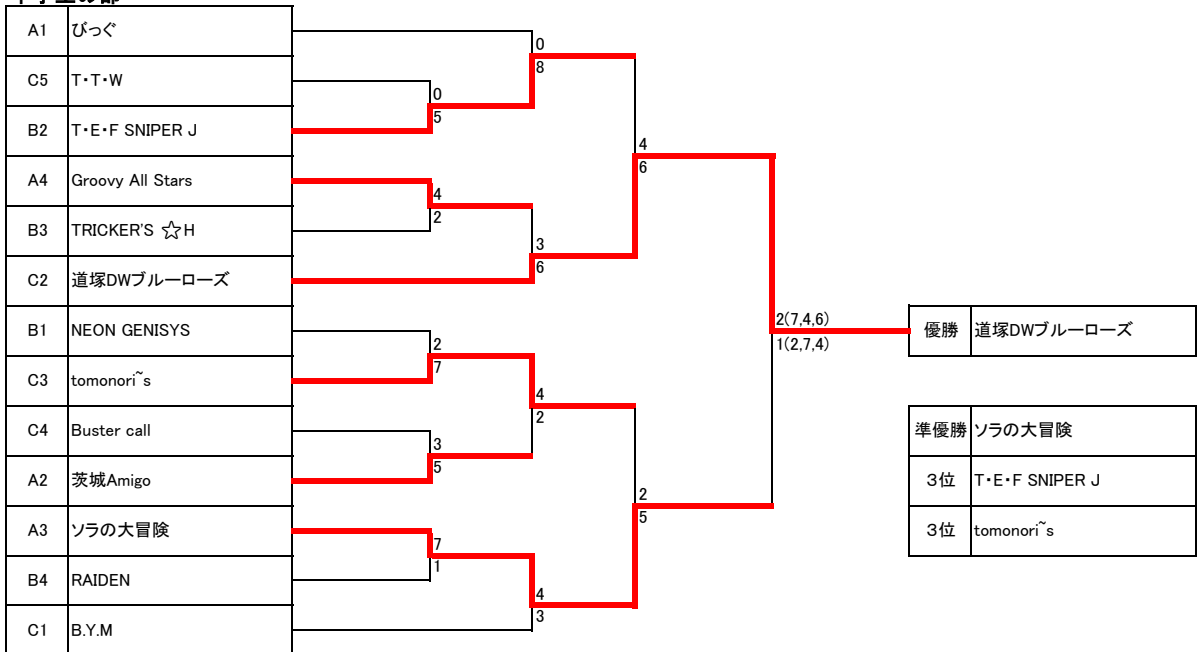 A1 びっぐ
C5 T・T・W
B2 T・E・F SNIPER J
A4 Groovy All Stars
B3 TRICKER'S ☆H
C2 道塚DWブルーローズ
B1 NEON GENISYS
C3 tomonori~s
C4 Buster call
A2 茨城Amigo
A3 ソラの大冒険
B4 RAIDEN
C1 B.Y.M
0
5
4
2
2
7
3
5
7
1
0
8
3
6
4
2
4
3
4
6
2
5
2(7,4,6)
1(2,7,4)
優勝 道塚DWブルーローズ
準優勝 ソラの大冒険
3位 T・E・F SNIPER J
3位 tomonori~s